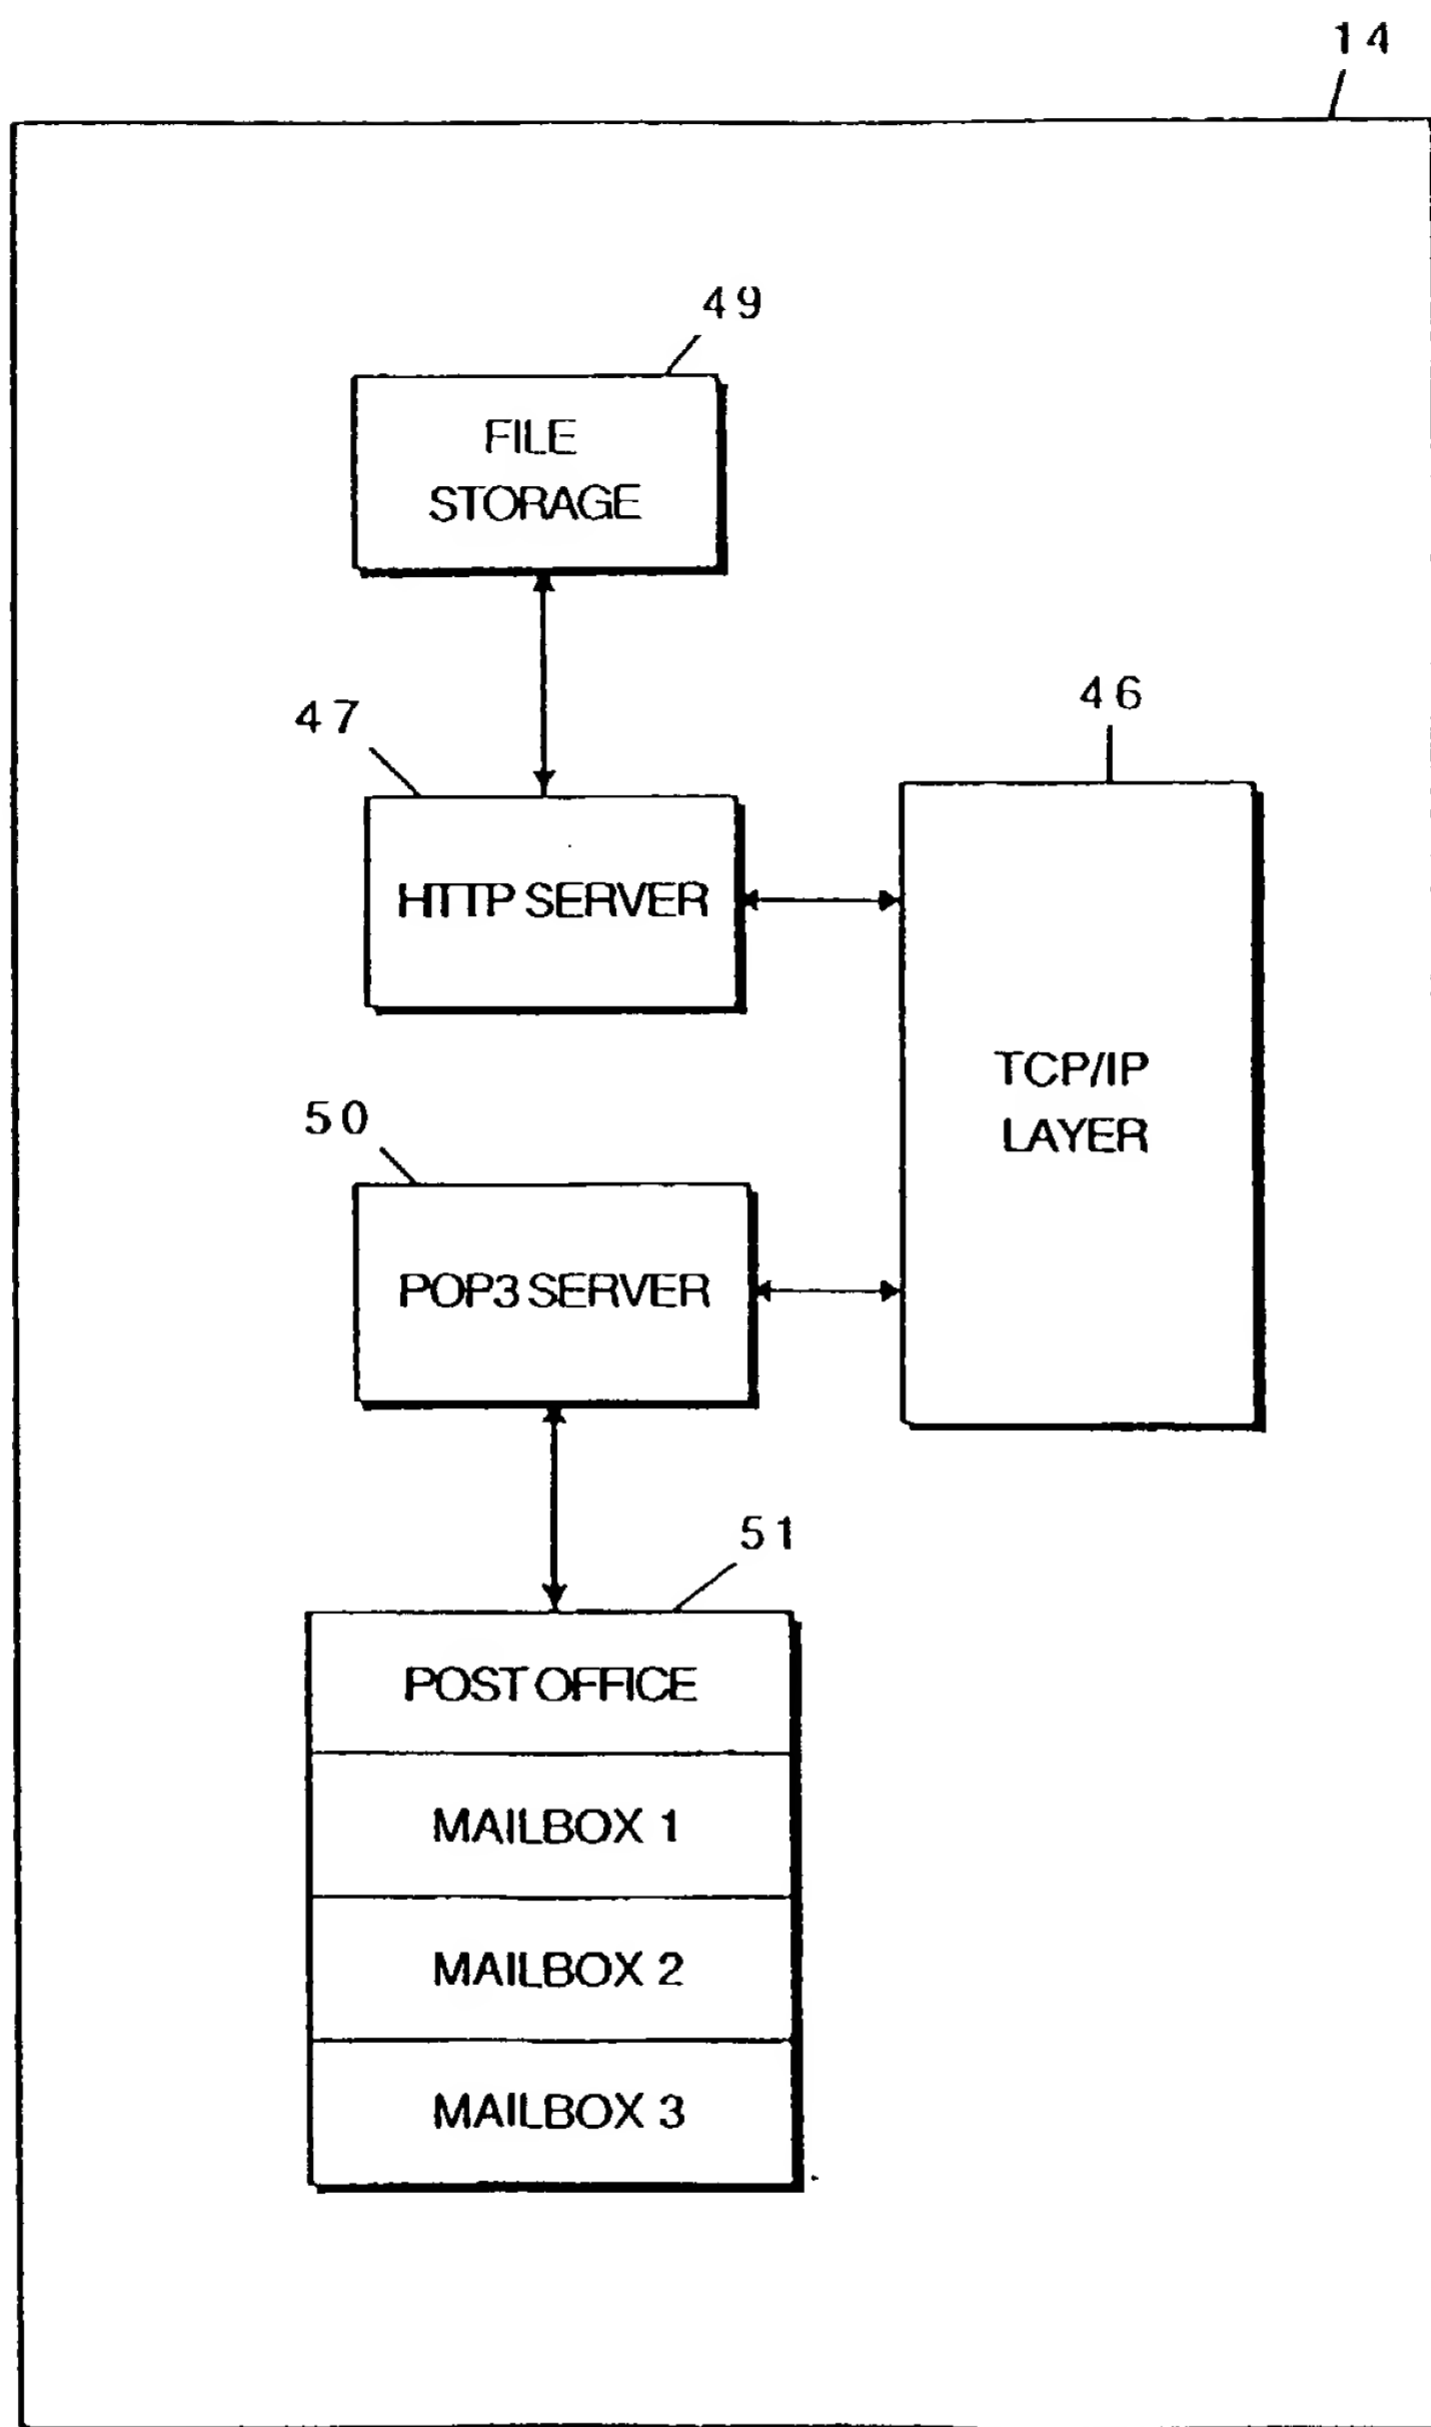 14
49
FILE
STORAGE
47
46
HTTP SERVER
TCP/IP
LAYER
50
POP3 SERVER
51
POST OFFICE
MAILBOX 1
MAILBOX 2
MAILBOX 3